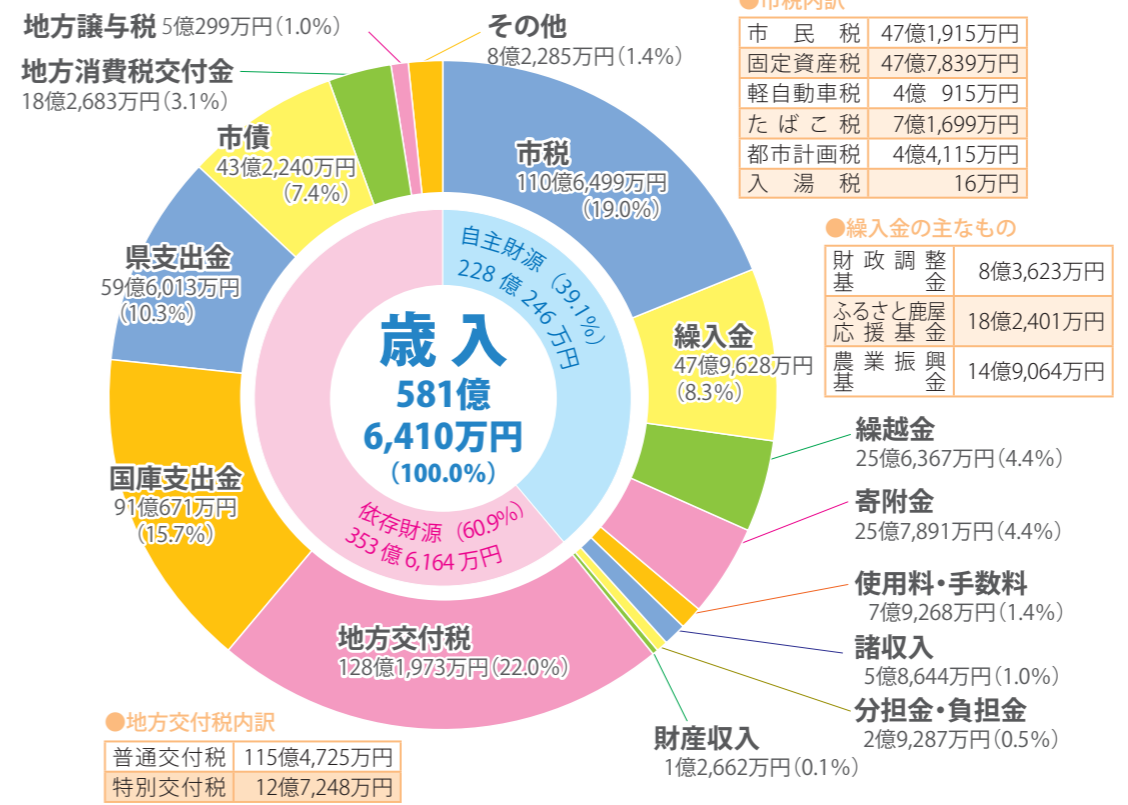 地方譲与税 5億299万円(1.0%)
その他
8億2,285万円(1.4%)
地方消費税交付金
18億2,683万円(3.1%)
市債
43億2,240万円
(7.4%)
県支出金
59億6,013万円
(10.3%)
国庫支出金
91億671万円
(15.7%)
地方交付税
128億1,973万円(22.0%)
市税
110億6,499万円
(19.0%)
繰入金
47億9,628万円
(8.3%)
繰越金
25億6,367万円(4.4%)
寄附金
25億7,891万円(4.4%)
使用料・手数料
7億9,268万円(1.4%)
諸収入
5億8,644万円(1.0%)
分担金・負担金
2億9,287万円(0.5%)
財産収入
1億2,662万円(0.1%)
自主財源(39.1%)
228億246万円
歳入
581億
6,410万円
(100.0%)
依存財源(60.9%)
353億6,164万円
●市税内訳
市民税 47億1,915万円
固定資産税 47億7,839万円
軽自動車税 4億 915万円
たばこ税 7億1,699万円
都市計画税 4億4,115万円
入湯税 16万円
●繰入金の主なもの
財政調整
基金 8億3,623万円
ふるさと鹿屋
応援基金 18億2,401万円
農業振興
基金 14億9,064万円
●地方交付税内訳
普通交付税 115億4,725万円
特別交付税 12億7,248万円